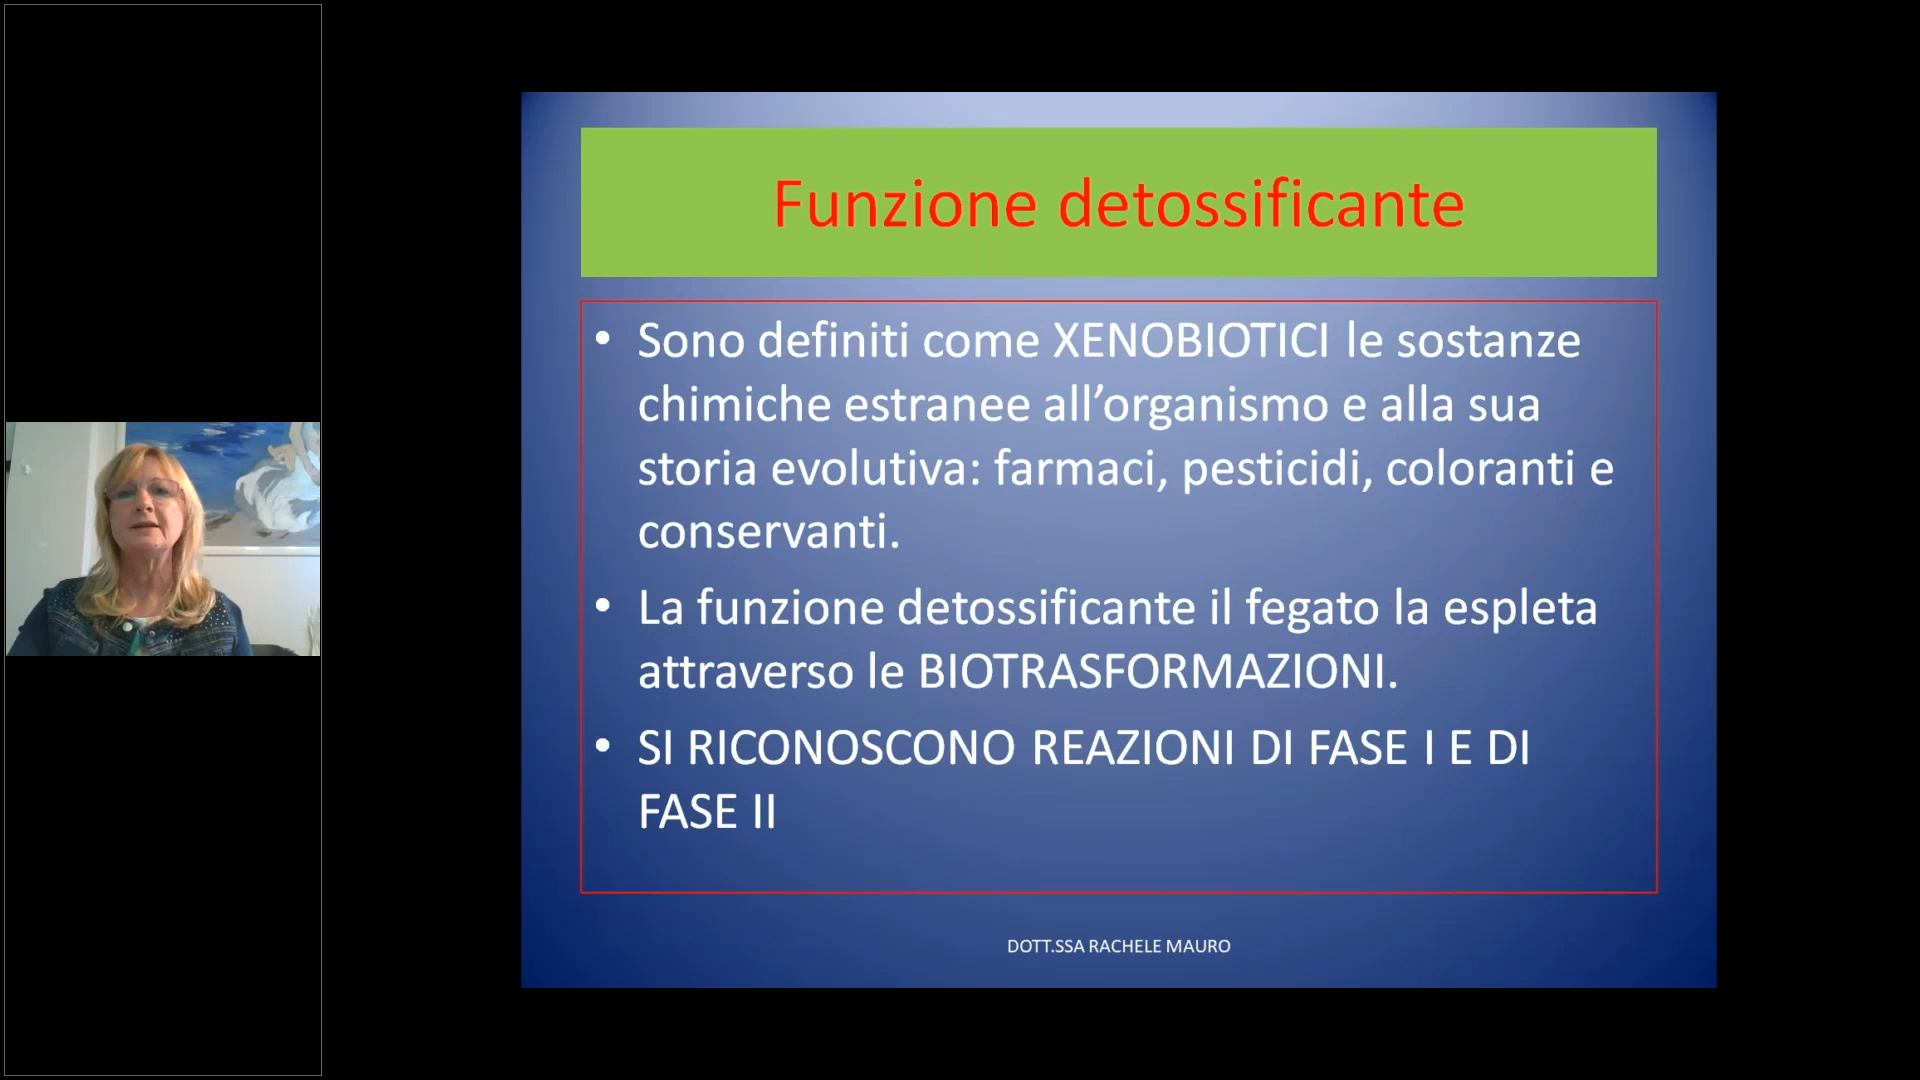 Funzione detossificante
• Sono definiti come XENOBIOTICI le sostanze
chimiche estranee all’organismo e alla sua
storia evolutiva: farmaci, pesticidi, coloranti e
conservanti.
• La funzione detossificante il fegato la espleta
attraverso le BIOTRASFORMAZIONI.
• SI RICONOSCONO REAZIONI DI FASE I E DI
FASE II
DOTT.SSA RACHELE MAURO